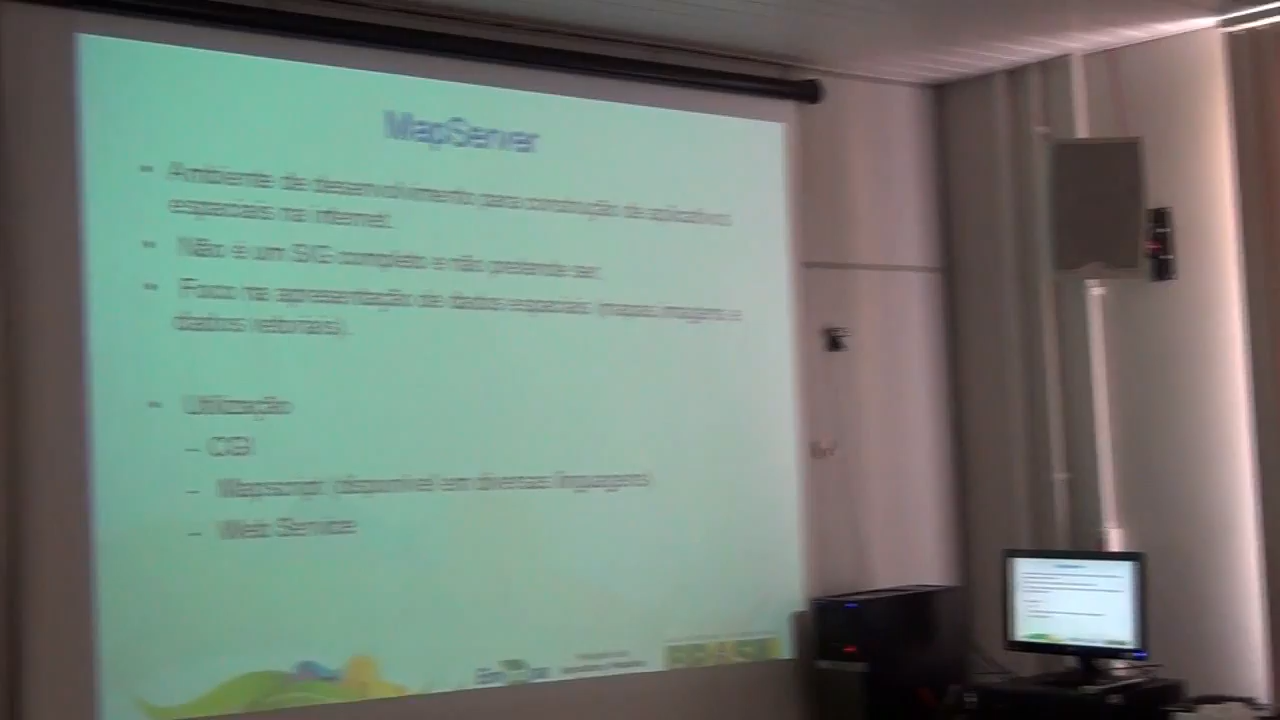 MapServer
- Ambiente de desenvolvimento para construção de aplicativos
espaciais na internet.
- Não é um SIG completo e não pretende ser.
- Foco na apresentação de dados espaciais (mapas imagens e
dados vetoriais).
- Utilização
– CGI
– Mapscript (disponível em diversas linguagens)
– Web Service
BRASIL